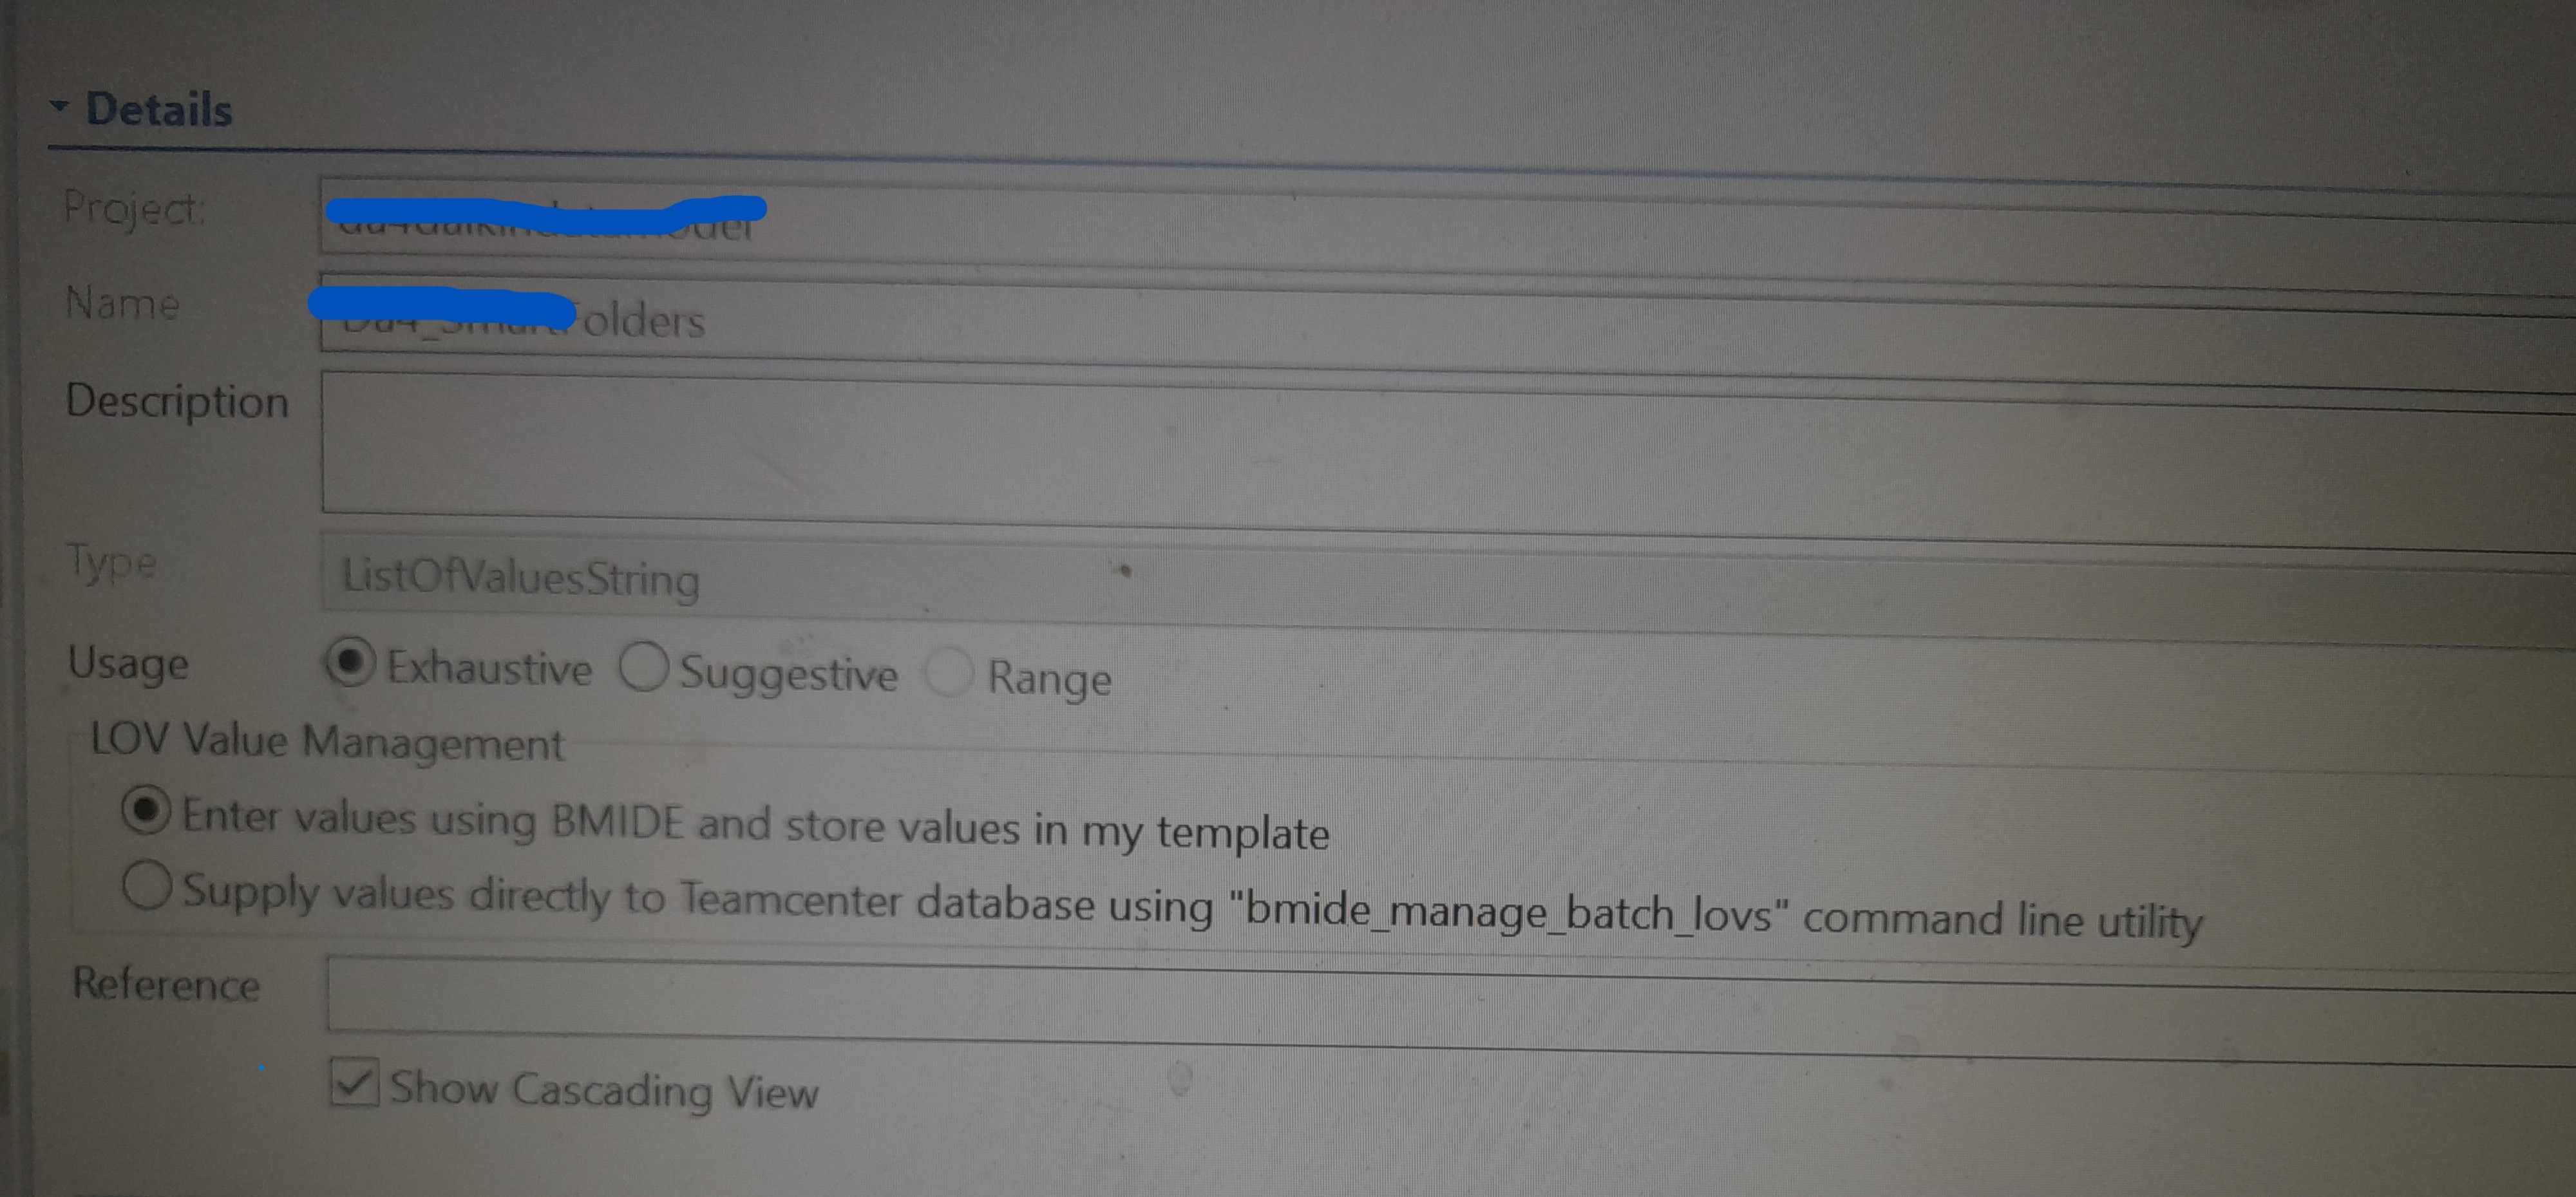 Details
Project:
Name olders
Description
Type ListOfValuesString
Usage Exhaustive Suggestive Range
LOV Value Management
Enter values using BMIDE and store values in my template
Supply values directly to Teamcenter database using "bmide_manage_batch_lovs" command line utility
Reference
Show Cascading View